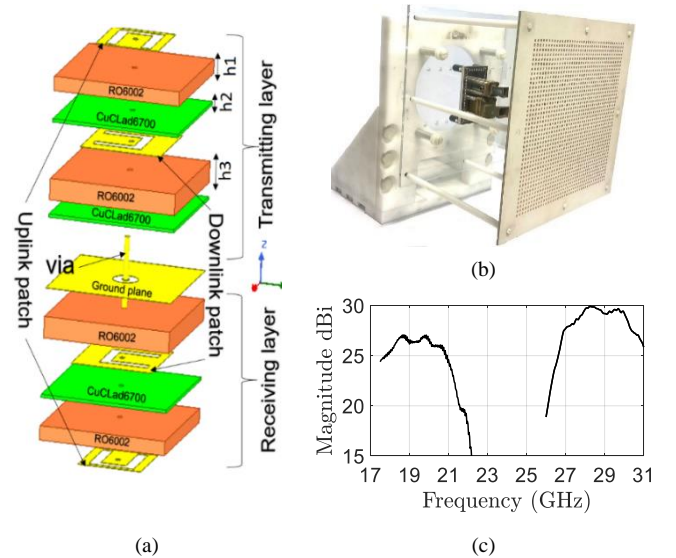 h1
RO6002
h2
CuCLad6700
h3
RO6002
CuCLad6700
Transmitting layer
Uplink patch
Downlink patch
via
z
Ground plane
RO6002
CuCLad6700
RO6002
Receiving layer
(a)
(b)
Magnitude dBi
30
25
20
15
17 19 21 23 25 27 29 31
Frequency (GHz)
(c)